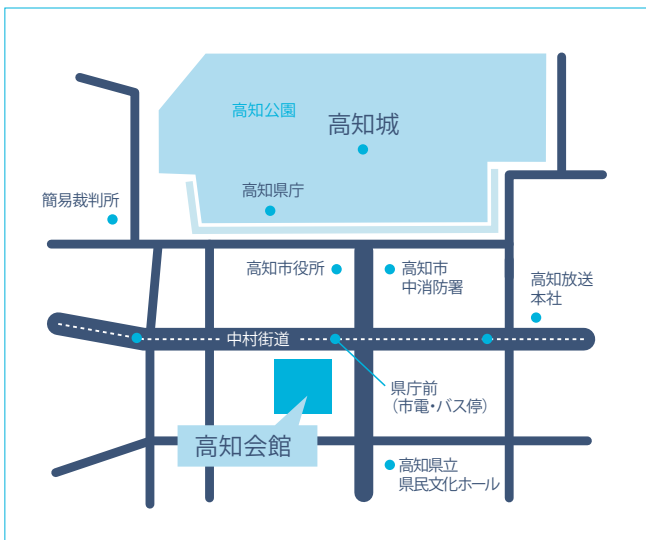 高知公園
高知城
高知県庁
簡易裁判所
高知市役所
高知市
中消防署
高知放送
本社
中村街道
県庁前
（市電・バス停）
高知会館
高知県立
県民文化ホール